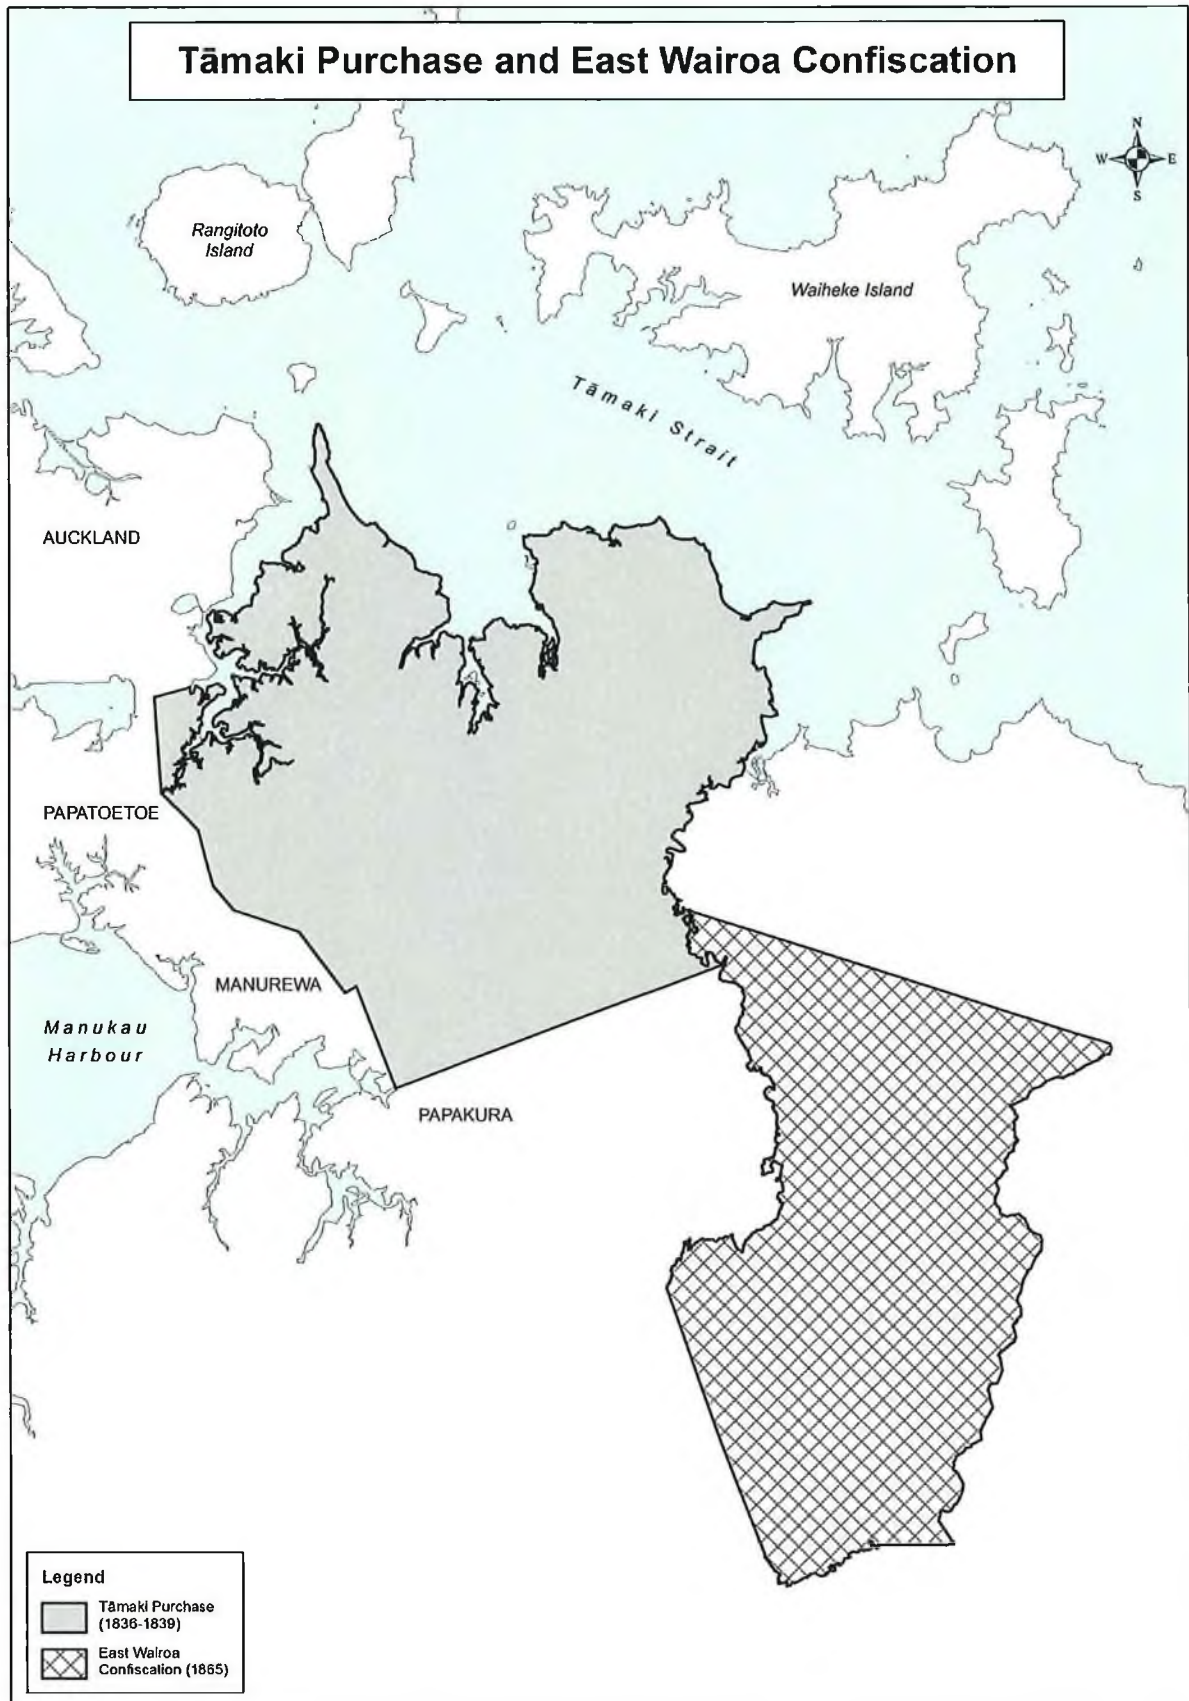 Tāmaki Purchase and East Wairoa Confiscation
N
W E
S
Rangitoto
Island
Waiheke Island
Tāmaki Strait
AUCKLAND
PAPATOETOE
MANUREWA
Manukau
Harbour
PAPAKURA
Legend
Tāmaki Purchase
(1836-1839)
East Wairoa
Confiscation (1865)